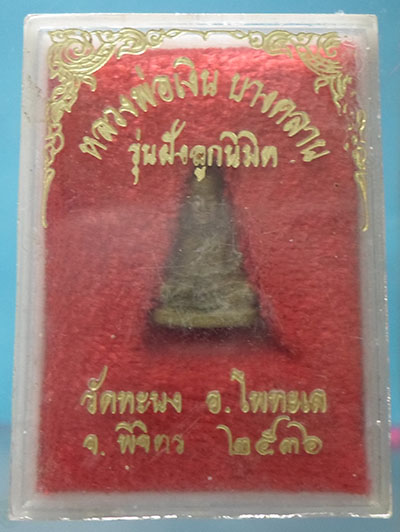 หลวงพ่อเงิน บางคลาน
รุ่นฝังลูกนิมิต
วัดทะนง อ.โพทะเล
จ.พิจิตร ๒๕๓๖